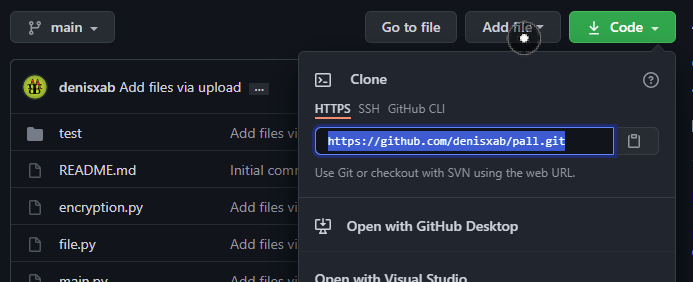 main
Go to file
Add file
Code
denisxab Add files via upload ...
Clone
HTTPS SSH GitHub CLI
https://github.com/denisxab/pall.git
Use Git or checkout with SVN using the web URL.
Open with GitHub Desktop
Open with Visual Studio
test Add files vi
README.md Initial comm
encryption.py Add files vi
file.py Add files vi
main.py Add files vi